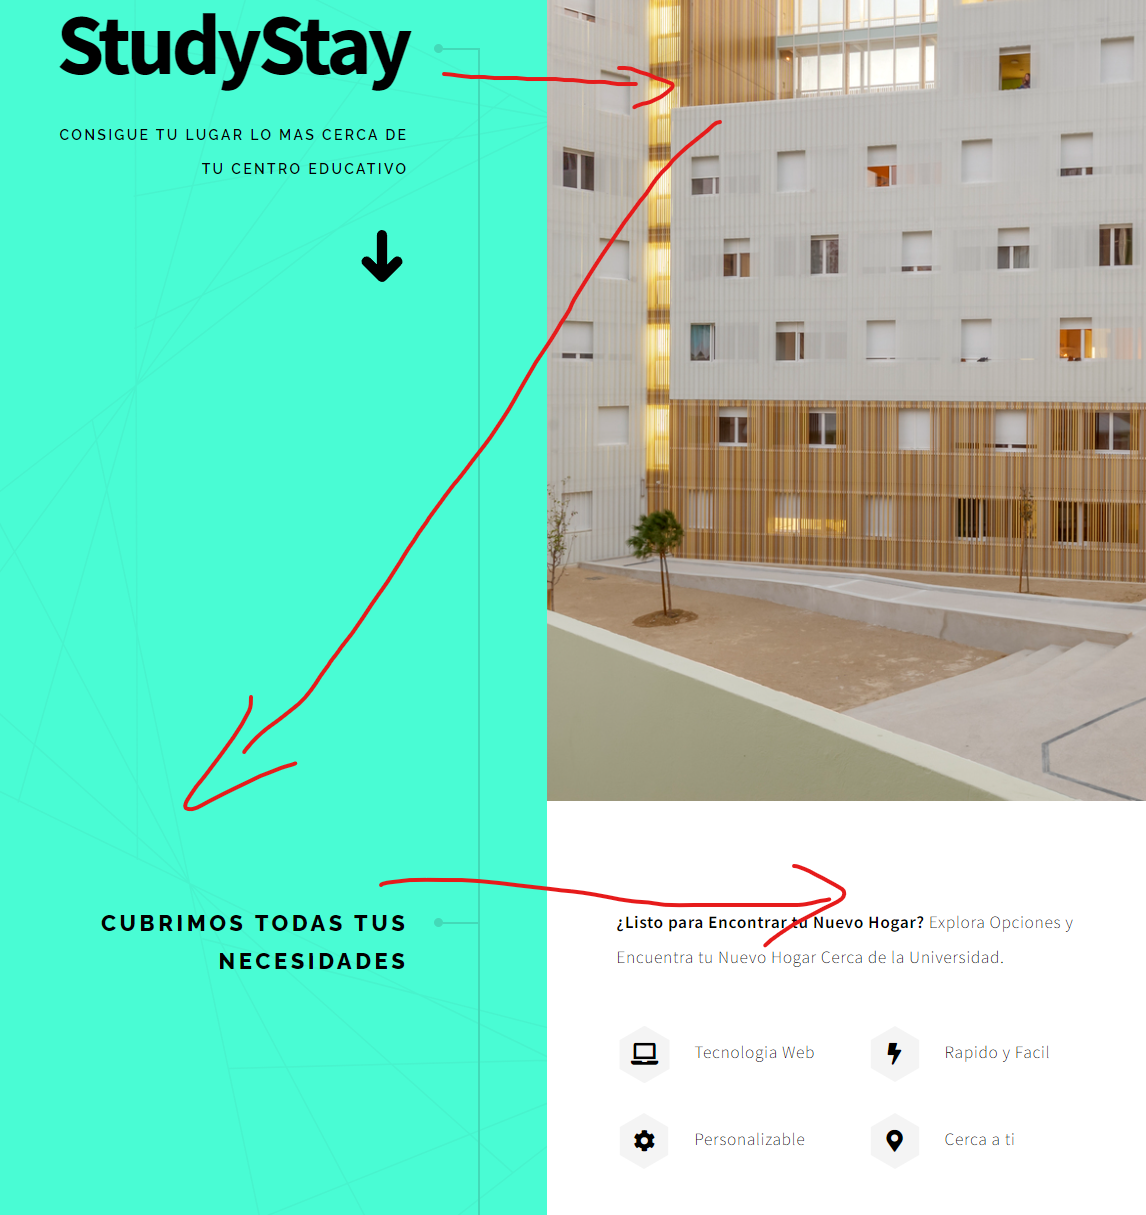 StudyStay
CONSIGUE TU LUGAR LO MAS CERCA DE
TU CENTRO EDUCATIVO
CUBRIMOS TODAS TUS
NECESIDADES
¿Listo para Encontrar tu Nuevo Hogar? Explora Opciones y
Encuentra tu Nuevo Hogar Cerca de la Universidad.
Tecnologia Web
Rapido y Facil
Personalizable
Cerca a ti